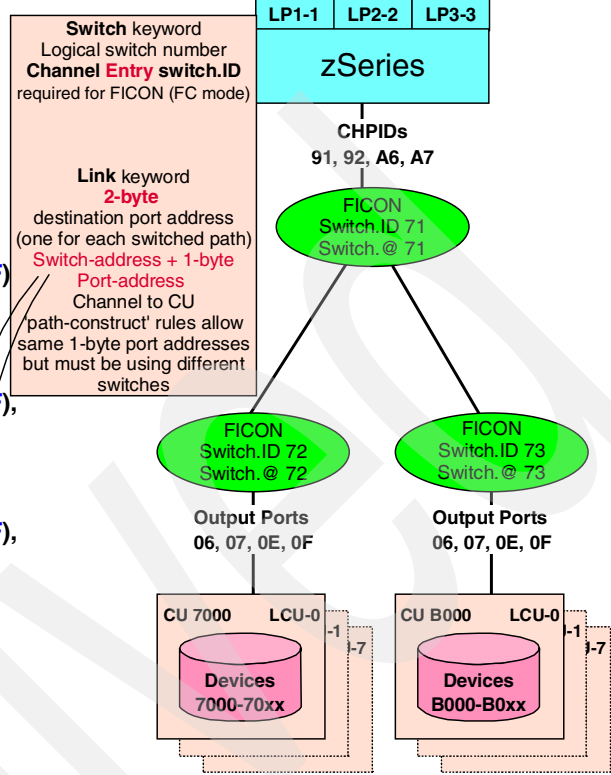 LP1-1 LP2-2 LP3-3
zSeries
Switch keyword
Logical switch number
Channel Entry switch.ID
required for FICON (FC mode)
Link keyword
2-byte
destination port address
(one for each switched path)
Switch-address + 1-byte
Port-address
Channel to CU
'path-construct' rules allow
same 1-byte port addresses
but must be using different
switches
)
F),
F),
CHPIDs
91, 92, A6, A7
FICON
Switch.ID 71
Switch.@ 71
FICON
Switch.ID 72
Switch.@ 72
FICON
Switch.ID 73
Switch.@ 73
Output Ports
06, 07, 0E, 0F
Output Ports
06, 07, 0E, 0F
CU 7000 LCU-0
-1
-7
Devices
7000-70xx
CU B000 LCU-0
J-1
J-7
Devices
B000-B0xx